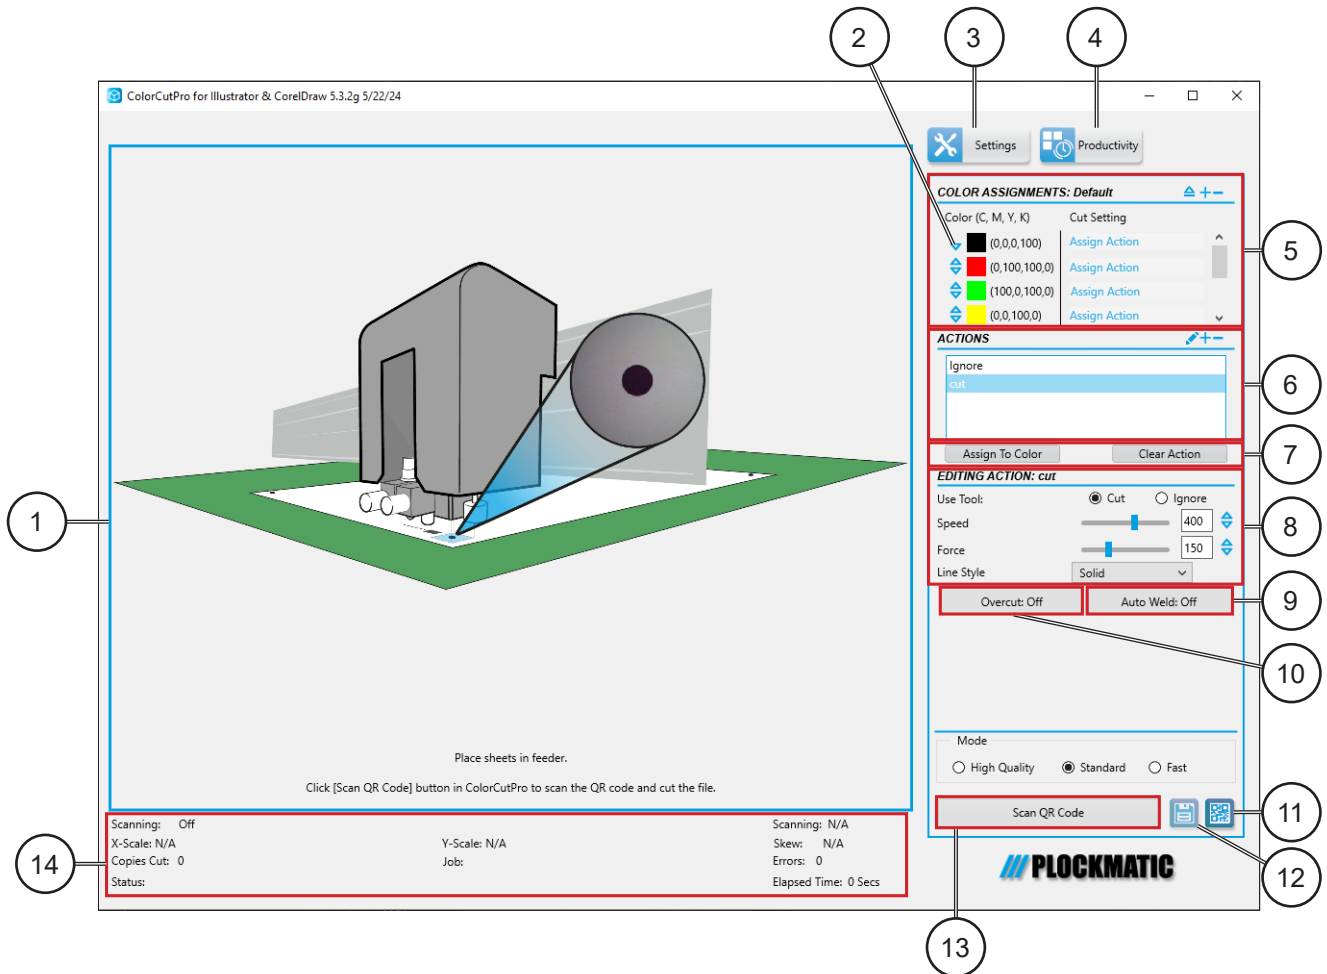 2
3
4
ColorCutPro for Illustrator & CorelDraw 5.3.2g 5/22/24
Settings
Productivity
COLOR ASSIGNMENTS: Default
Color (C, M, Y, K) Cut Setting
(0,0,0,100) Assign Action
(0,100,100,0) Assign Action
(100,0,100,0) Assign Action
(0,0,100,0) Assign Action
5
ACTIONS
Ignore
cut
6
Assign To Color Clear Action
7
EDITING ACTION: cut
Use Tool: Cut Ignore
Speed 400
Force 150
Line Style Solid
8
1
Overcut: Off Auto Weld: Off
9
10
Place sheets in feeder.
Click [Scan QR Code] button in ColorCutPro to scan the QR code and cut the file.
Mode
High Quality Standard Fast
Scan QR Code
11
12
13
PLOCKMATIC
Scanning: Off Scanning: N/A
X-Scale: N/A Y-Scale: N/A Skew: N/A
Copies Cut: 0 Job: Errors: 0
Status: Elapsed Time: 0 Secs
14